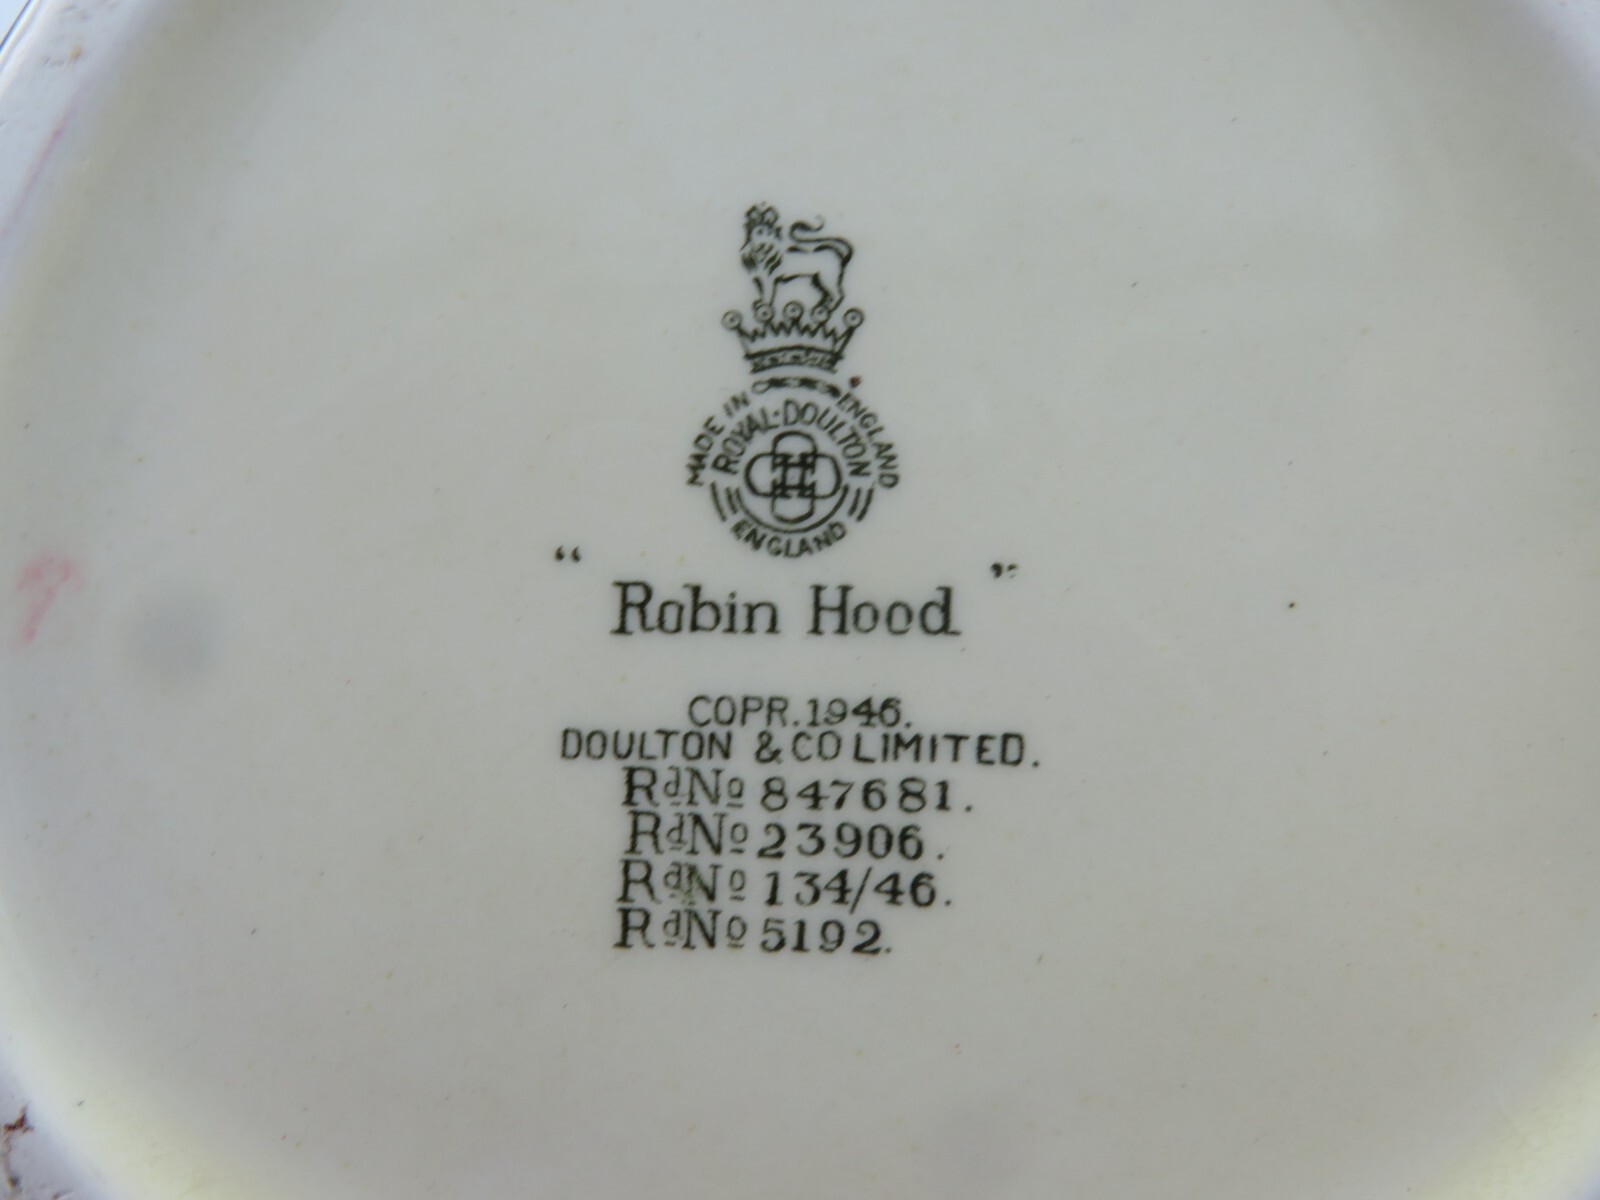 MADE IN ENGLAND
ROYAL·DOULTON
ENGLAND
“ Robin Hood ”
COPR. 1946.
DOULTON & CO LIMITED.
RdNo 847681.
RdNo 23906.
RdNo 134/46.
RdNo 5192.